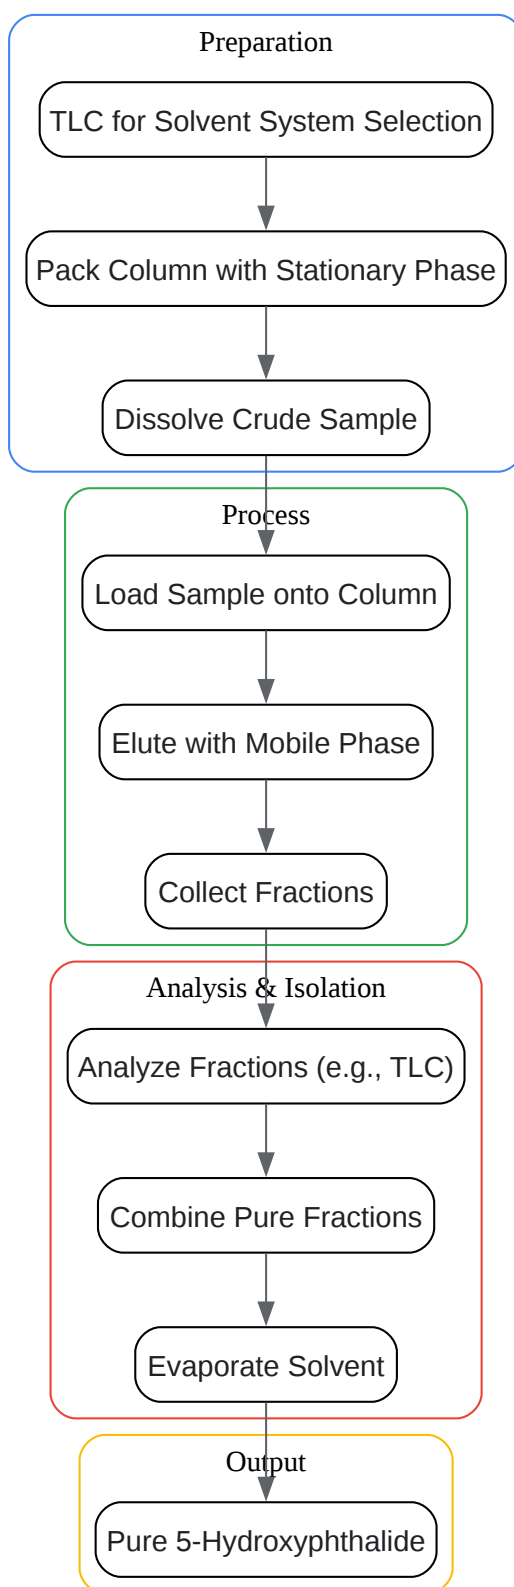 Preparation
TLC for Solvent System Selection
Pack Column with Stationary Phase
Dissolve Crude Sample
Process
Load Sample onto Column
Elute with Mobile Phase
Collect Fractions
Analysis & Isolation
Analyze Fractions (e.g., TLC)
Combine Pure Fractions
Evaporate Solvent
Output
Pure 5-Hydroxyphthalide